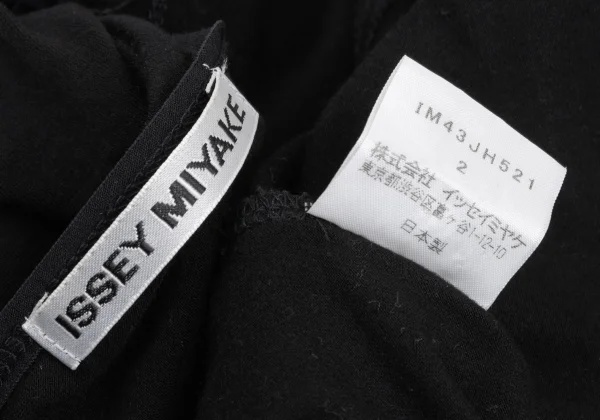 ISSEY MIYAKE
IM43JH521
2
株式会社 イッセイミヤケ
東京都渋谷区富ヶ谷1-12-10
日本製